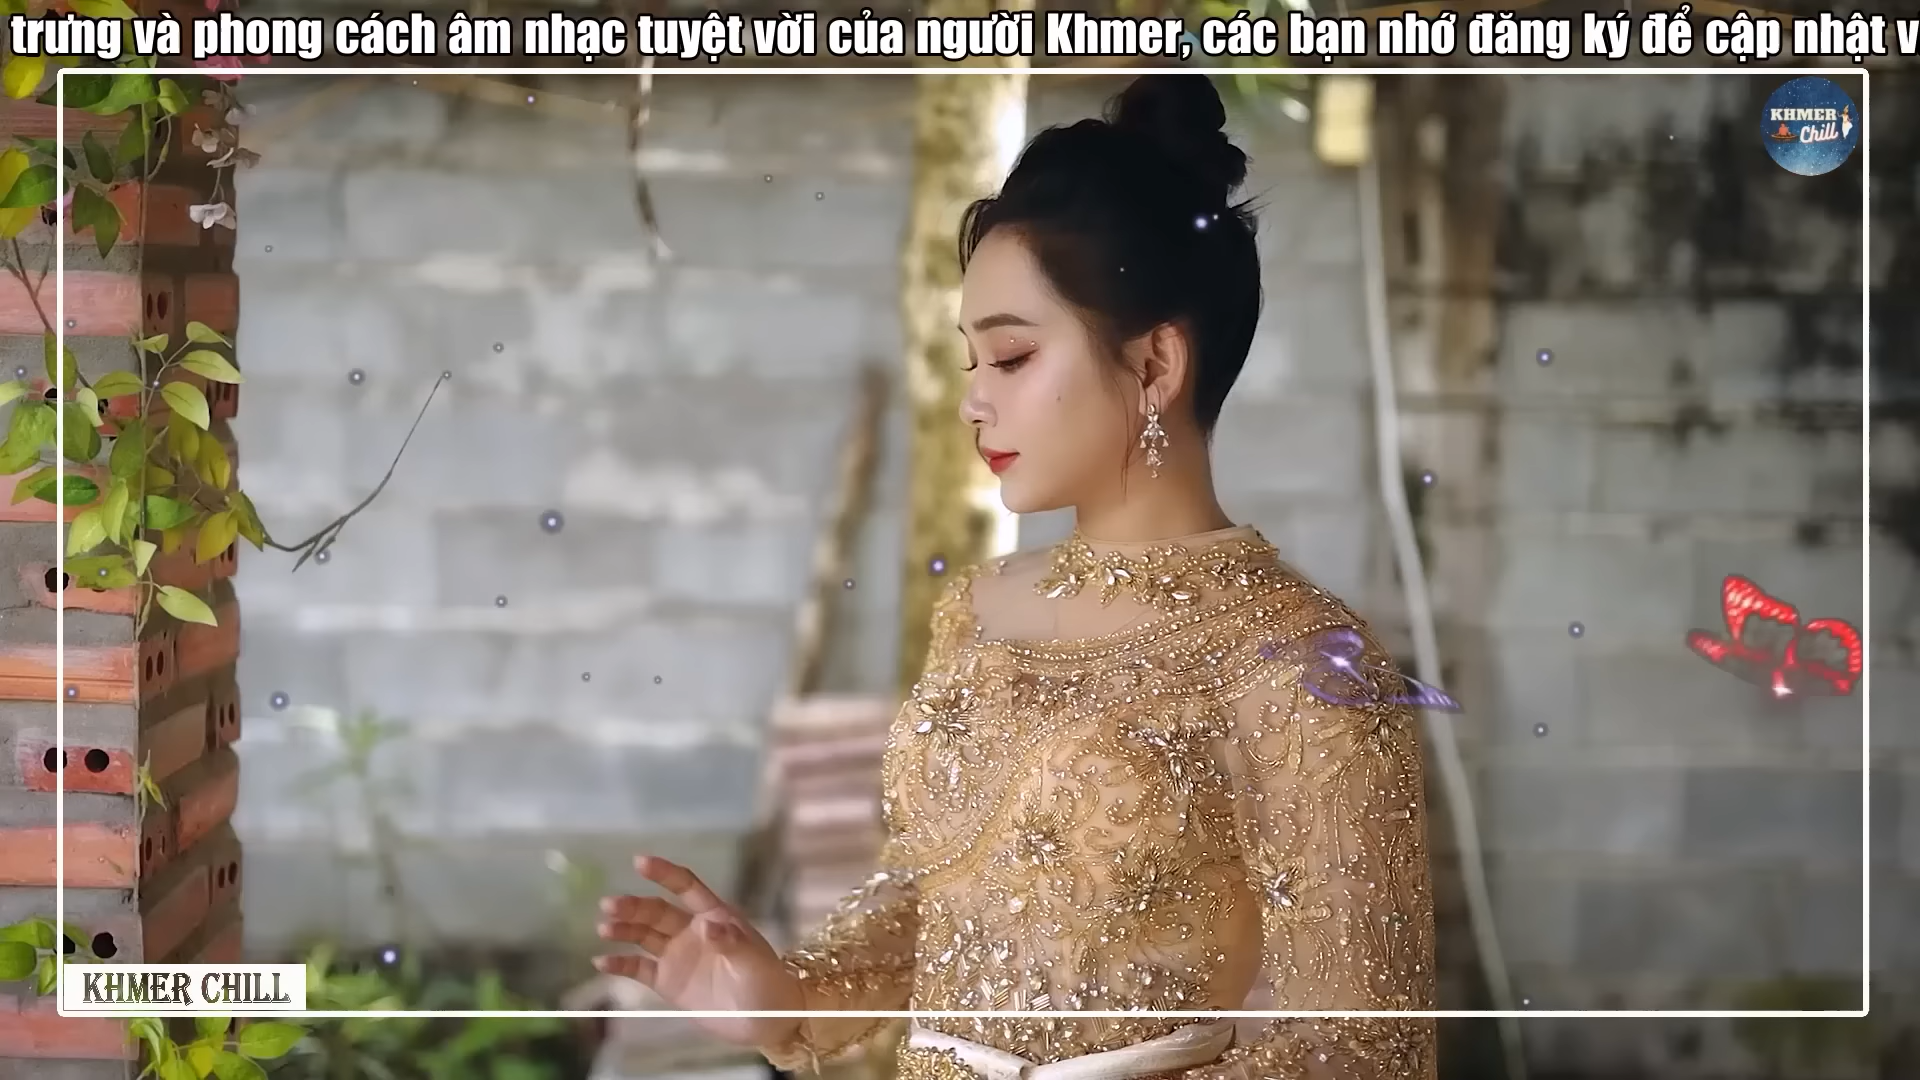 trưng và phong cách âm nhạc tuyệt vời của người Khmer, các bạn nhớ đăng ký để cập nhật v
KHMER
Chill
KHMER CHILL